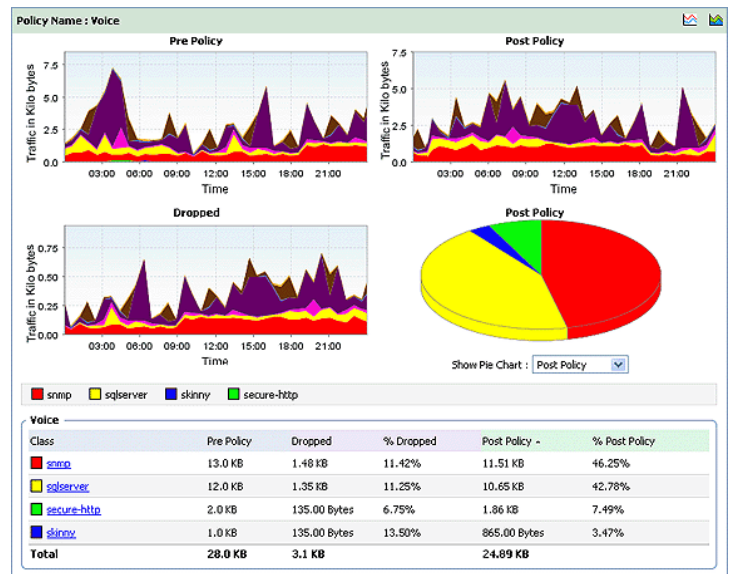 Policy Name : Voice
Pre Policy
Post Policy
Traffic in Kilo bytes
7.5
5.0
2.5
0.0
03:00 06:00 09:00 12:00 15:00 18:00 21:00
Time
Traffic in Kilo bytes
7.5
5.0
2.5
0.0
03:00 06:00 09:00 12:00 15:00 18:00 21:00
Time
Dropped
Post Policy
Traffic in Kilo bytes
0.75
0.50
0.25
0.00
03:00 06:00 09:00 12:00 15:00 18:00 21:00
Time
Show Pie Chart : Post Policy
snmp sqlserver skinny secure-http
Voice
Class Pre Policy Dropped % Dropped Post Policy % Post Policy
snmp 13.0 KB 1.48 KB 11.42% 11.51 KB 46.25%
sqlserver 12.0 KB 1.35 KB 11.25% 10.65 KB 42.78%
secure-http 2.0 KB 135.00 Bytes 6.75% 1.86 KB 7.49%
skinny 1.0 KB 135.00 Bytes 13.50% 865.00 Bytes 3.47%
Total 28.0 KB 3.1 KB 24.89 KB